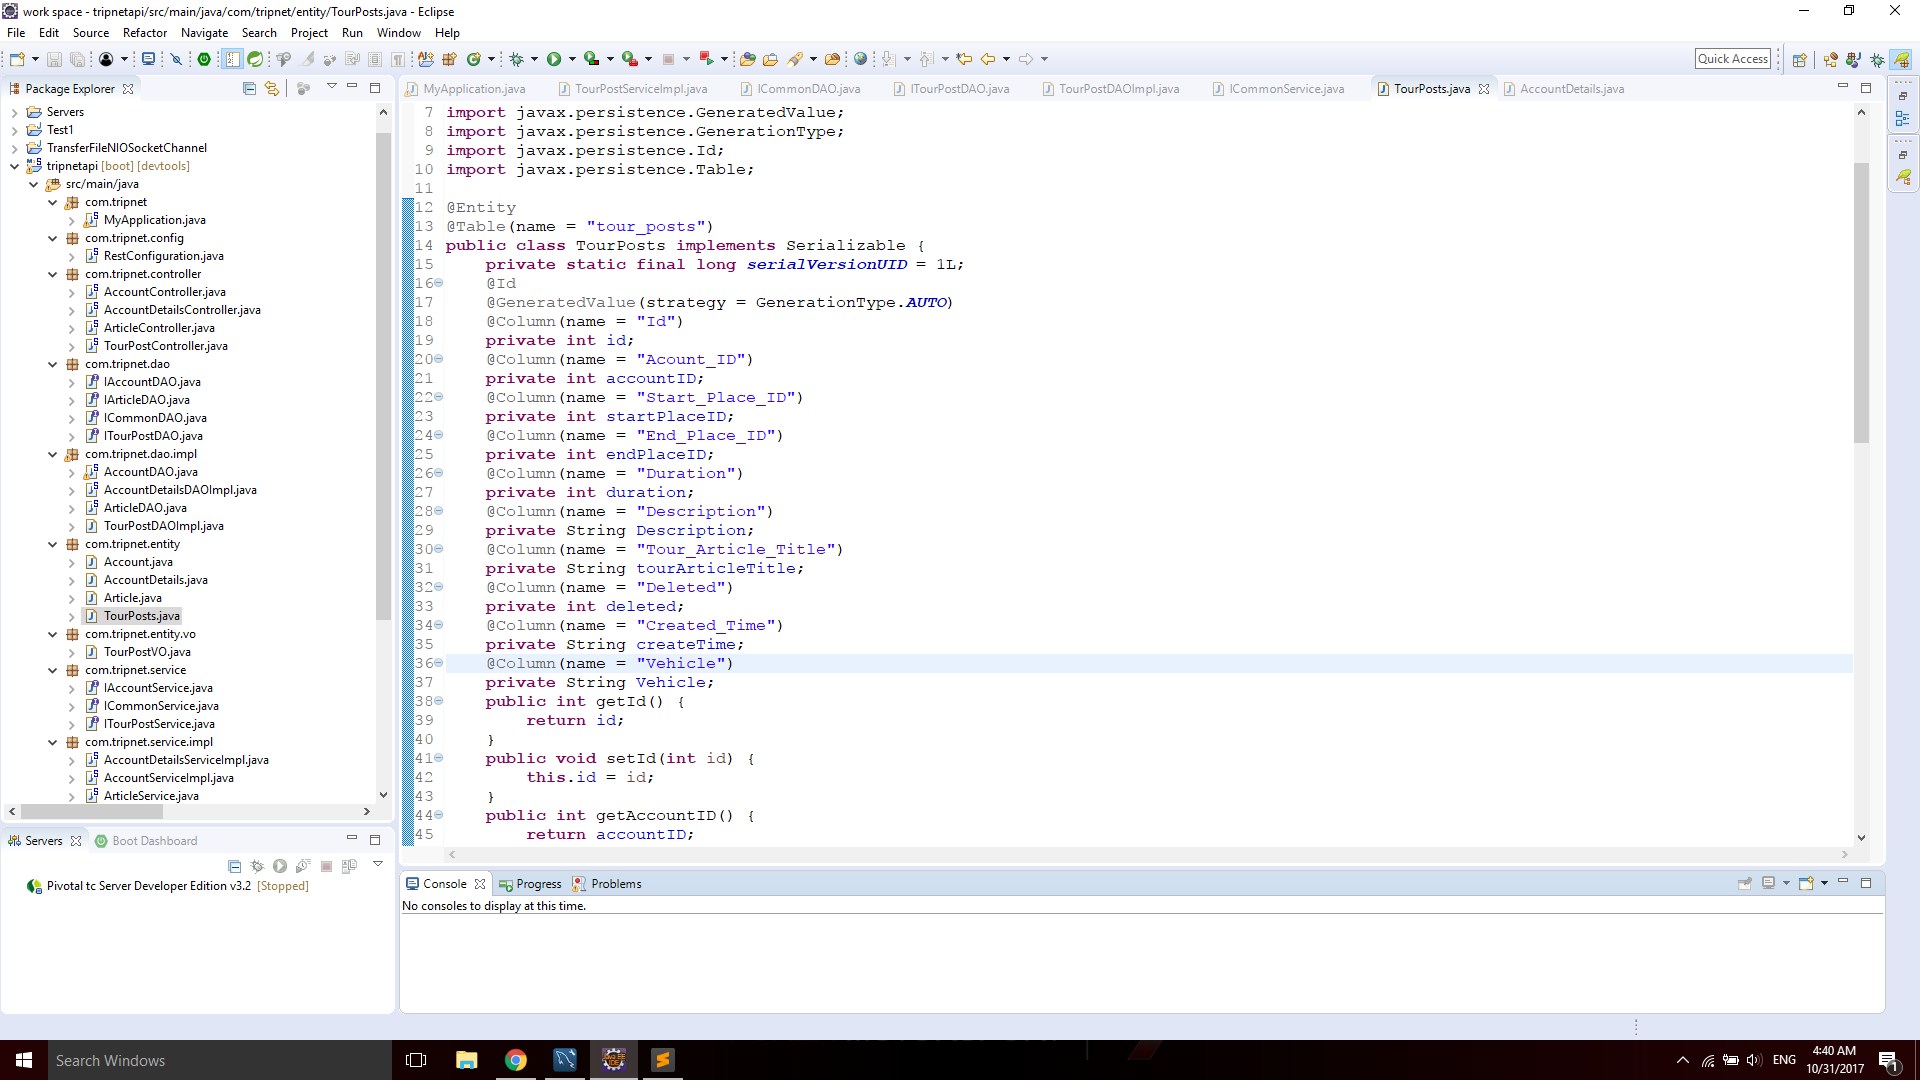 work space - tripnetapi/src/main/java/com/tripnet/entity/TourPosts.java - Eclipse
File Edit Source Refactor Navigate Search Project Run Window Help
Quick Access
Package Explorer
Servers
Test1
TransferFileNIOSocketChannel
tripnetapi [boot] [devtools]
src/main/java
com.tripnet
MyApplication.java
com.tripnet.config
RestConfiguration.java
com.tripnet.controller
AccountController.java
AccountDetailsController.java
ArticleController.java
TourPostController.java
com.tripnet.dao
IAccountDAO.java
IArticleDAO.java
ICommonDAO.java
ITourPostDAO.java
com.tripnet.dao.impl
AccountDAO.java
AccountDetailsDAOImpl.java
ArticleDAO.java
TourPostDAOImpl.java
com.tripnet.entity
Account.java
AccountDetails.java
Article.java
TourPosts.java
com.tripnet.entity.vo
TourPostVO.java
com.tripnet.service
IAccountService.java
ICommonService.java
ITourPostService.java
com.tripnet.service.impl
AccountDetailsServiceImpl.java
AccountServiceImpl.java
ArticleService.java
Servers Boot Dashboard
Pivotal tc Server Developer Edition v3.2 [Stopped]
MyApplication.java TourPostServiceImpl.java ICommonDAO.java ITourPostDAO.java TourPostDAOImpl.java ICommonService.java TourPosts.java AccountDetails.java
7 import javax.persistence.GeneratedValue;
8 import javax.persistence.GenerationType;
9 import javax.persistence.Id;
10 import javax.persistence.Table;
11
12 @Entity
13 @Table(name = "tour_posts")
14 public class TourPosts implements Serializable {
15 private static final long serialVersionUID = 1L;
16 @Id
17 @GeneratedValue(strategy = GenerationType.AUTO)
18 @Column(name = "Id")
19 private int id;
20 @Column(name = "Acount_ID")
21 private int accountID;
22 @Column(name = "Start_Place_ID")
23 private int startPlaceID;
24 @Column(name = "End_Place_ID")
25 private int endPlaceID;
26 @Column(name = "Duration")
27 private int duration;
28 @Column(name = "Description")
29 private String Description;
30 @Column(name = "Tour_Article_Title")
31 private String tourArticleTitle;
32 @Column(name = "Deleted")
33 private int deleted;
34 @Column(name = "Created_Time")
35 private String createTime;
36 @Column(name = "Vehicle")
37 private String Vehicle;
38 public int getId() {
39 return id;
40 }
41 public void setId(int id) {
42 this.id = id;
43 }
44 public int getAccountID() {
45 return accountID;
Console Progress Problems
No consoles to display at this time.
Search Windows
ENG
4:40 AM
10/31/2017
1